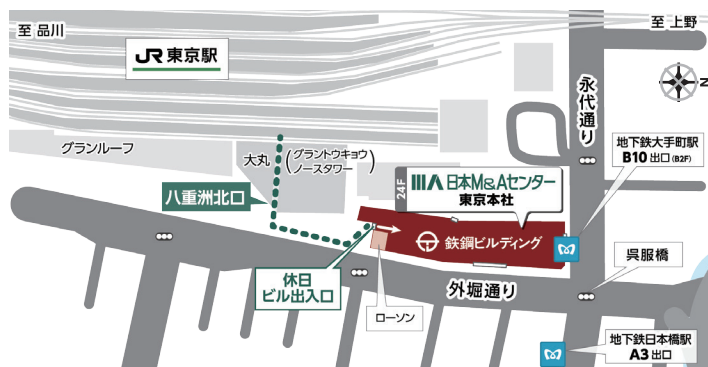 至 品川
至 上野
JR 東京駅
N
永代通り
地下鉄大手町駅
B10 出口 (B2F)
グランルーフ
大丸
(グラントウキョウ
ノースタワー)
24F
日本M&Aセンター
東京本社
八重洲北口
鉄鋼ビルディング
休日
ビル出入口
外堀通り
呉服橋
ローソン
地下鉄日本橋駅
A3 出口